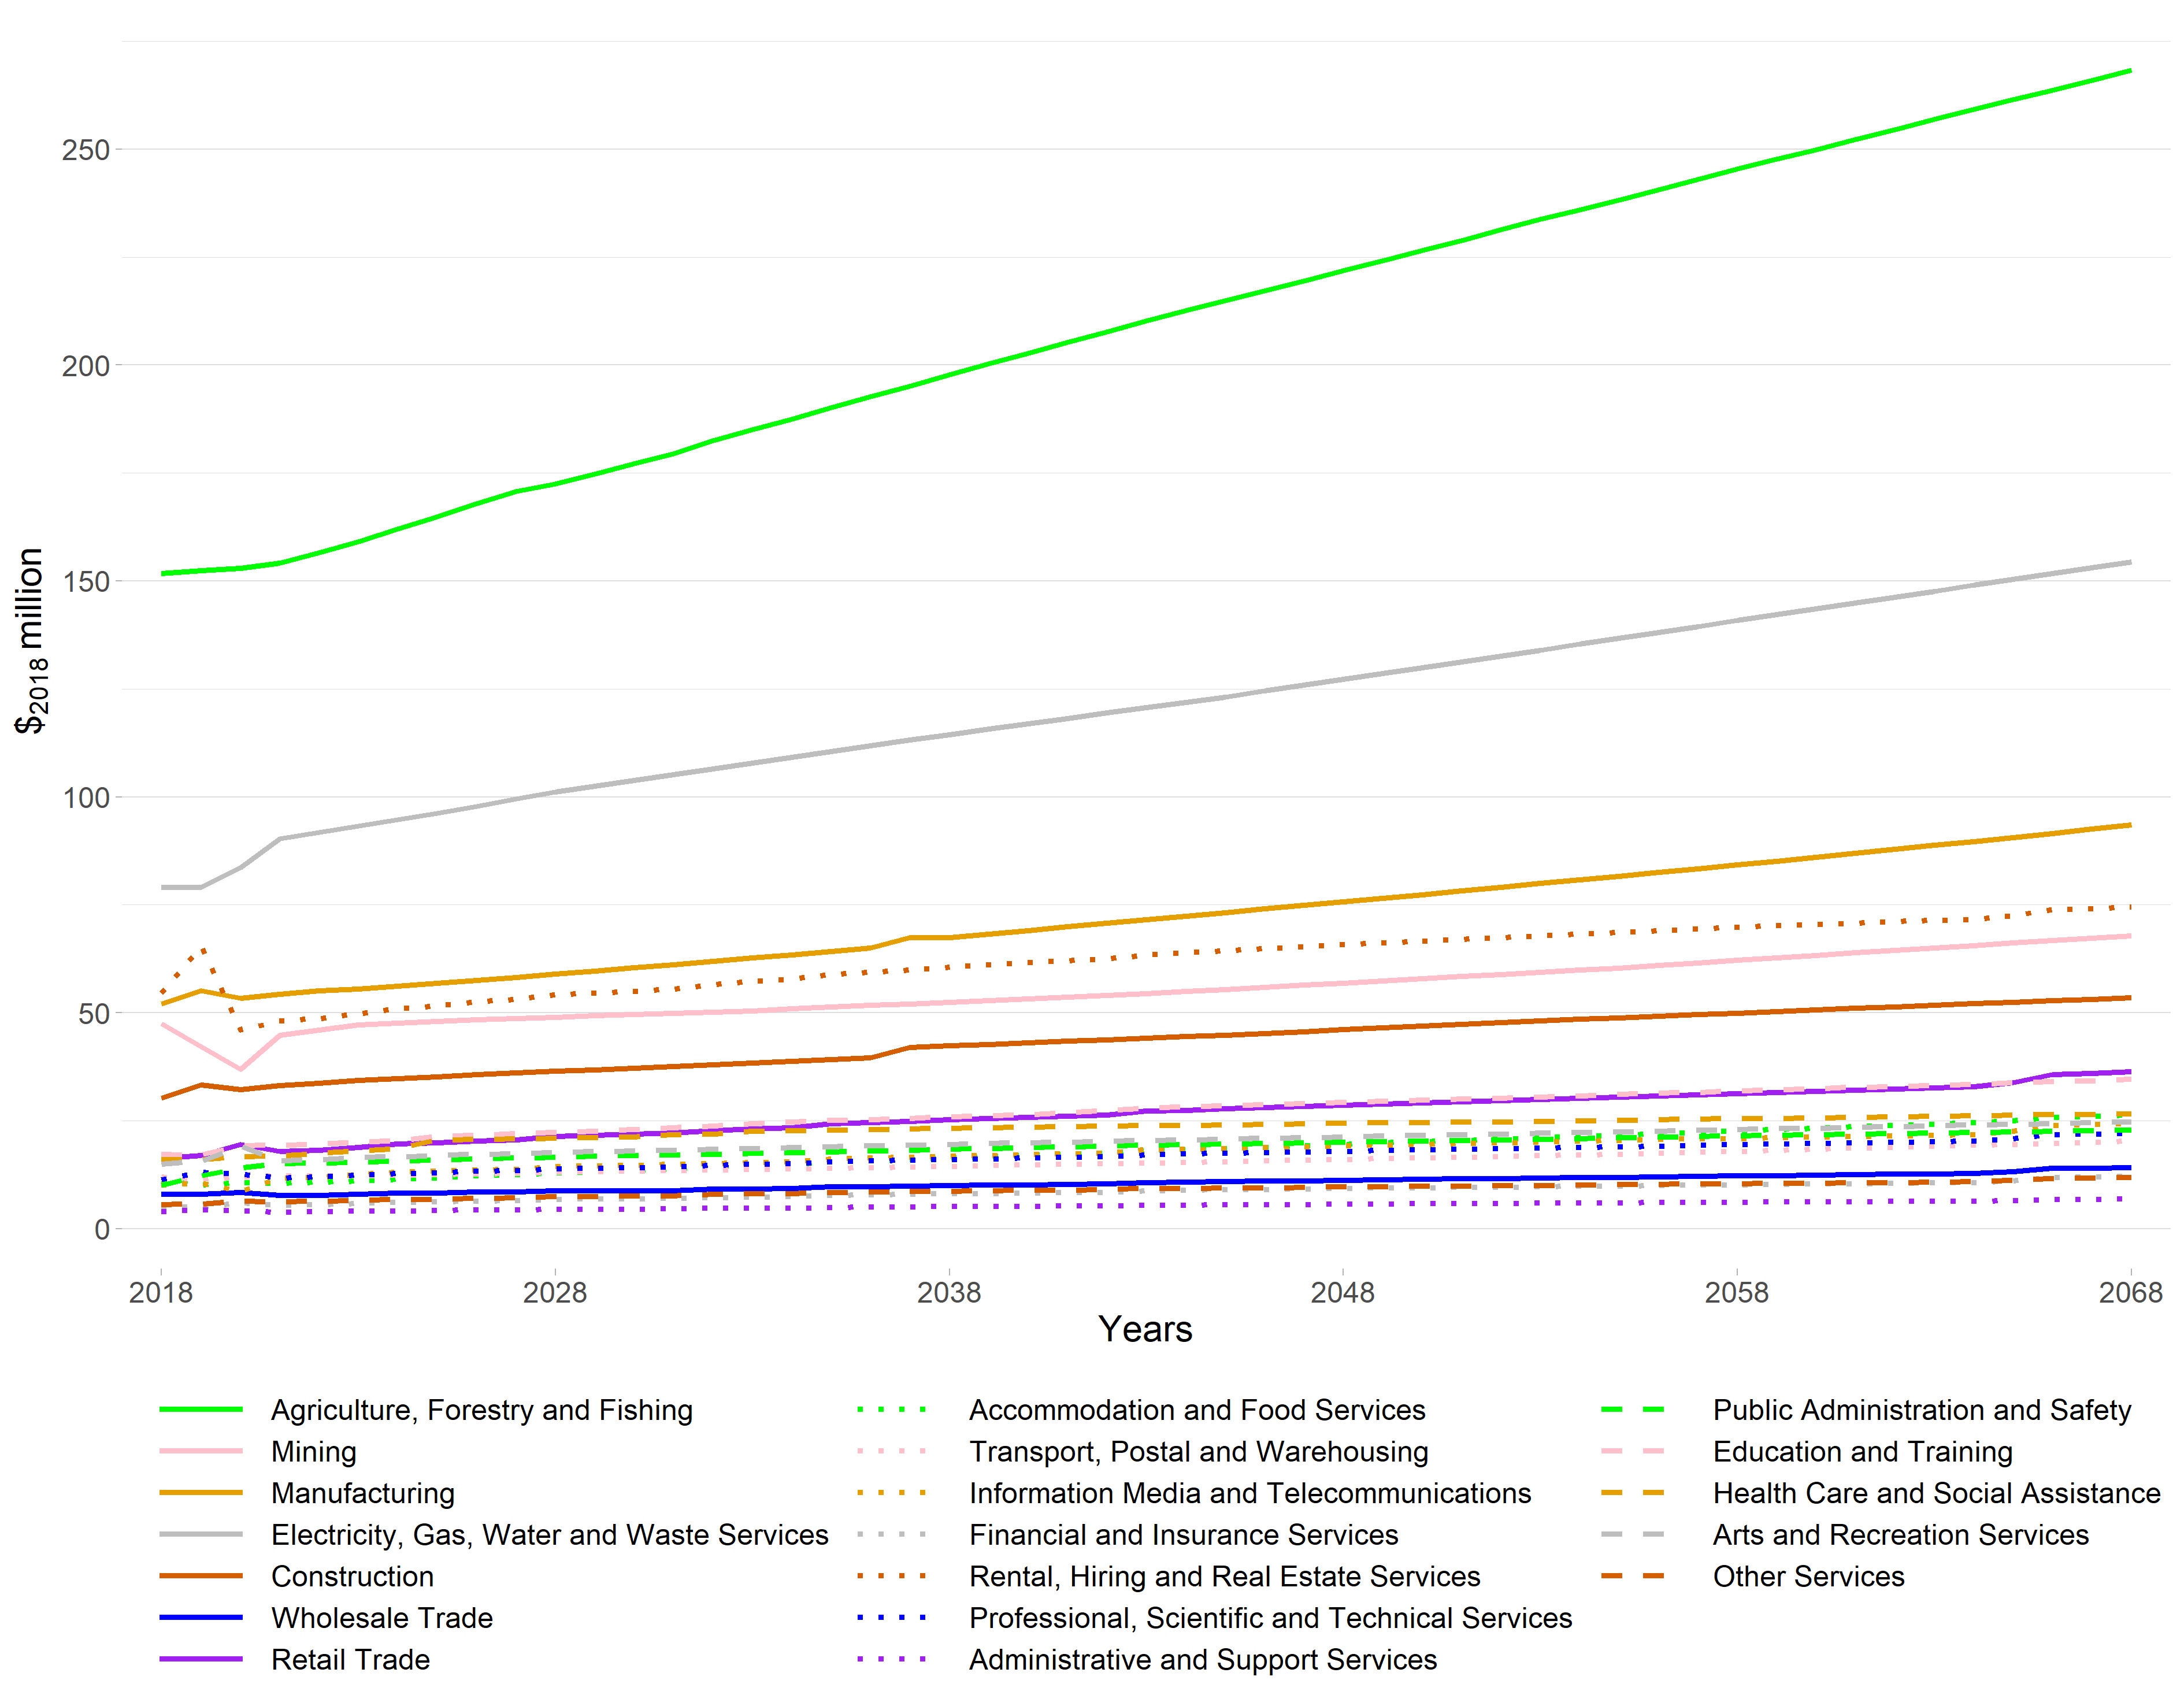 250
200
150
100
50
0
$2018 million
2018 2028 2038 2048 2058 2068
Years
Agriculture, Forestry and Fishing
Mining
Manufacturing
Electricity, Gas, Water and Waste Services
Construction
Wholesale Trade
Retail Trade
Accommodation and Food Services
Transport, Postal and Warehousing
Information Media and Telecommunications
Financial and Insurance Services
Rental, Hiring and Real Estate Services
Professional, Scientific and Technical Services
Administrative and Support Services
Public Administration and Safety
Education and Training
Health Care and Social Assistance
Arts and Recreation Services
Other Services